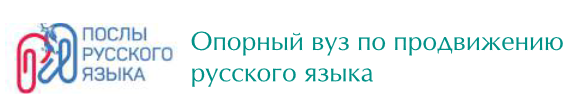 ПОСЛЫ
РУССКОГО
ЯЗЫКА
Опорный вуз по продвижению
русского языка